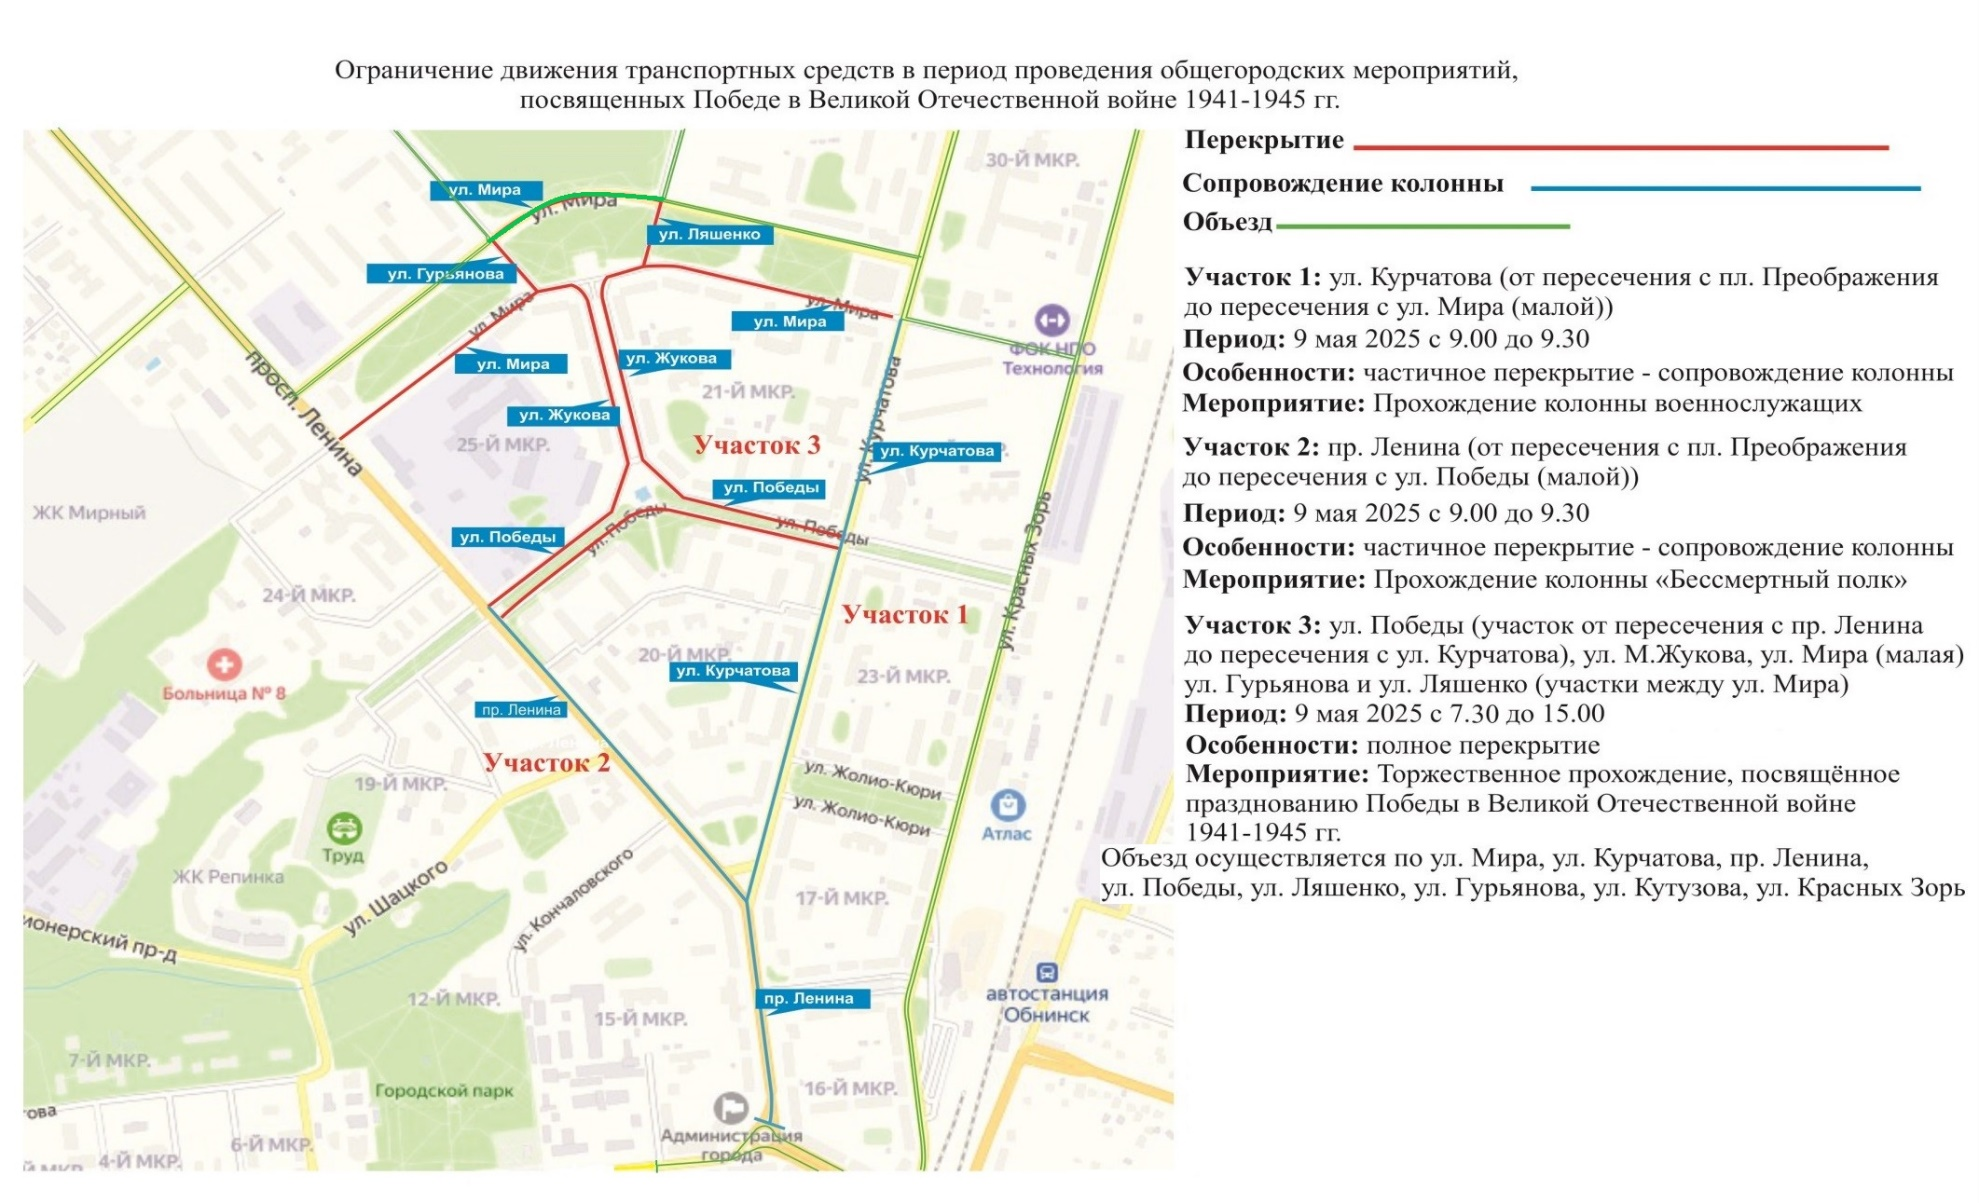 Ограничение движения транспортных средств в период проведения общегородских мероприятий,
посвященных Победе в Великой Отечественной войне 1941-1945 гг.
Перекрытие
Сопровождение колонны
Объезд
Участок 1: ул. Курчатова (от пересечения с пл. Преображения
до пересечения с ул. Мира (малой))
Период: 9 мая 2025 с 9.00 до 9.30
Особенности: частичное перекрытие - сопровождение колонны
Мероприятие: Прохождение колонны военнослужащих
Участок 2: пр. Ленина (от пересечения с пл. Преображения
до пересечения с ул. Победы (малой))
Период: 9 мая 2025 с 9.00 до 9.30
Особенности: частичное перекрытие - сопровождение колонны
Мероприятие: Прохождение колонны «Бессмертный полк»
Участок 3: ул. Победы (участок от пересечения с пр. Ленина
до пересечения с ул. Курчатова), ул. М.Жукова, ул. Мира (малая)
ул. Гурьянова и ул. Ляшенко (участки между ул. Мира)
Период: 9 мая 2025 с 7.30 до 15.00
Особенности: полное перекрытие
Мероприятие: Торжественное прохождение, посвящённое
празднованию Победы в Великой Отечественной войне
1941-1945 гг.
Объезд осуществляется по ул. Мира, ул. Курчатова, пр. Ленина,
ул. Победы, ул. Ляшенко, ул. Гурьянова, ул. Кутузова, ул. Красных Зорь
30-Й МКР.
ул. Мира
ул. Мира
ул. Ляшенко
ул. Гурьянова
ул. Мира
ул. Мира
ул. Мира
ул. Мира
ФОК НПО
Технология
ул. Жукова
просп. Ленина
21-Й МКР.
ул. Курчатова
ул. Жукова
25-Й МКР.
Участок 3
ул. Курчатова
ул. Победы
ЖК Мирный
ул. Победы
ул. Победы
ул. Победы
ул. Красных Зорь
24-Й МКР.
Участок 1
20-Й МКР.
ул. Курчатова
23-Й МКР.
Больница № 8
пр. Ленина
Участок 2
19-Й МКР.
ул. Жолио-Кюри
ул. Жолио-Кюри
Атлас
Труд
ЖК Репинка
ул. Шацкого
ул. Кончаловского
17-Й МКР.
ионерский пр-д
12-Й МКР.
15-Й МКР.
пр. Ленина
автостанция
Обнинск
7-Й МКР.
Городской парк
16-Й МКР.
ова
Администрация
города
6-Й МКР.
4-Й МКР.